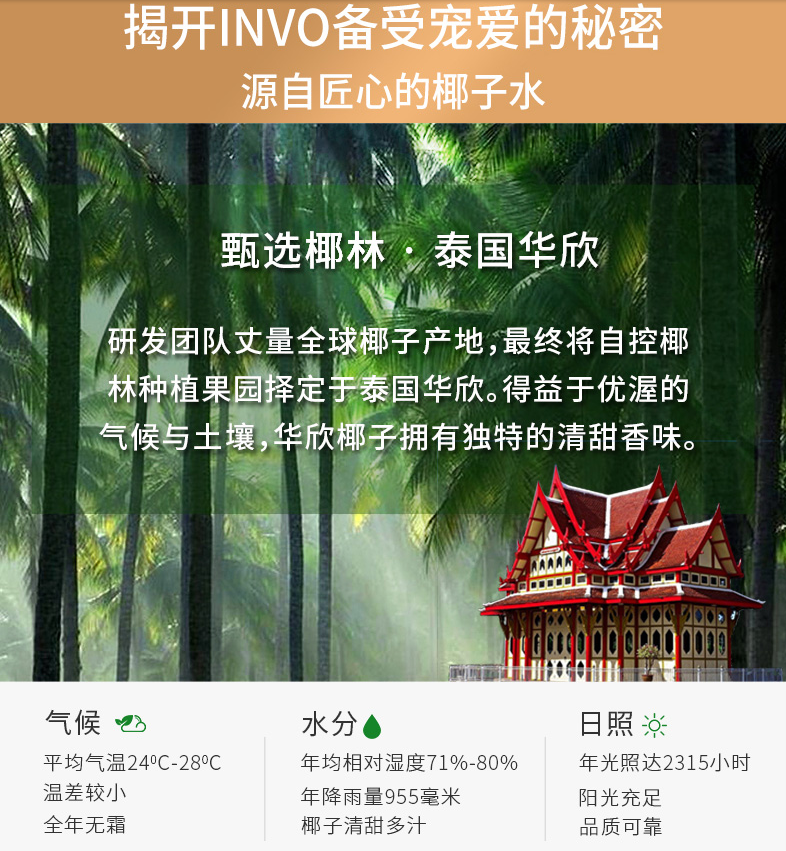 揭开INVO备受宠爱的秘密
源自匠心的椰子水
甄选椰林 · 泰国华欣
研发团队丈量全球椰子产地，最终将自控椰
林种植果园择定于泰国华欣。得益于优渥的
气候与土壤，华欣椰子拥有独特的清甜香味。
气候
平均气温24⁰C-28⁰C
温差较小
全年无霜
水分
年均相对湿度71%-80%
年降雨量955毫米
椰子清甜多汁
日照
年光照达2315小时
阳光充足
品质可靠